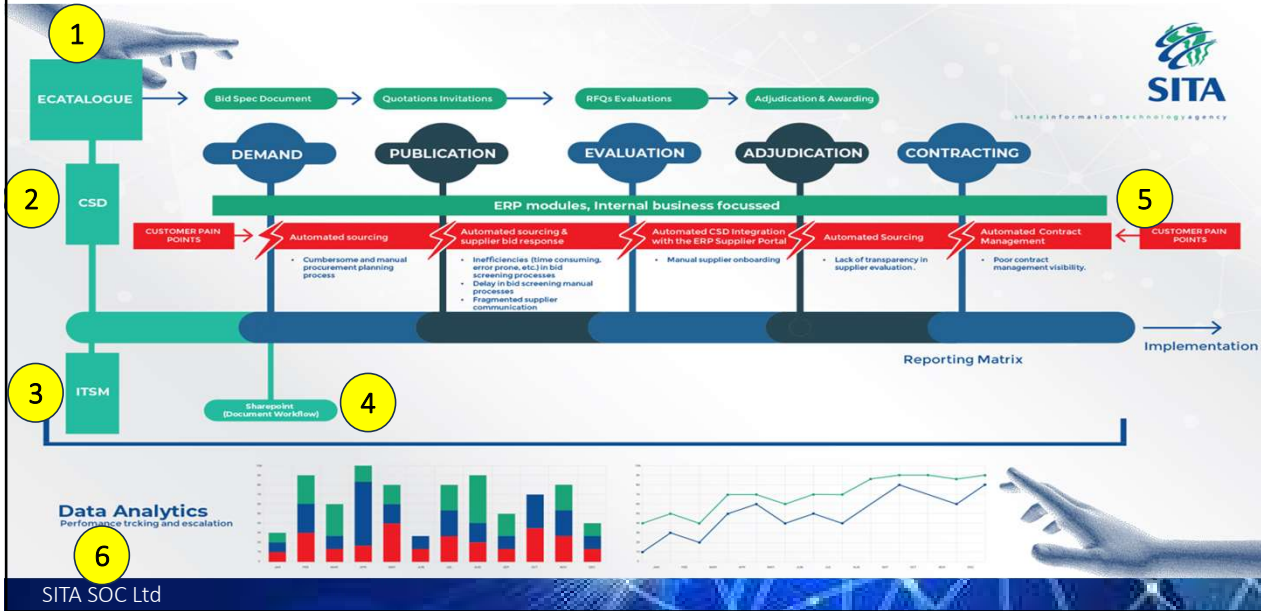 1
ECATALOGUE
Bid Spec Document
Quotations Invitations
RFQs Evaluations
Adjudication & Awarding
SITA
stateinformationtechnologyagency
DEMAND
PUBLICATION
EVALUATION
ADJUDICATION
CONTRACTING
2
CSD
5
ERP modules, Internal business focussed
CUSTOMER PAIN
POINTS
Automated sourcing
Automated sourcing &
supplier bid response
Automated CSD Integration
with the ERP Supplier Portal
Automated Sourcing
Automated Contract
Management
CUSTOMER PAIN
POINTS
• Cumbersome and manual
procurement planning
process
• Inefficiencies (time consuming,
error prone, etc.) in bid
screening processes
• Delay in bid screening manual
processes
• Fragmented supplier
communication
• Manual supplier onboarding
• Lack of transparency in
supplier evaluation.
• Poor contract
management visibility.
Implementation
Reporting Matrix
3
ITSM
Sharepoint
(Document Workflow)
4
Data Analytics
Perfomance trcking and escalation
6
SITA SOC Ltd